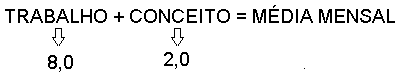 TRABALHO + CONCEITO = MÉDIA MENSAL
8,0 2,0